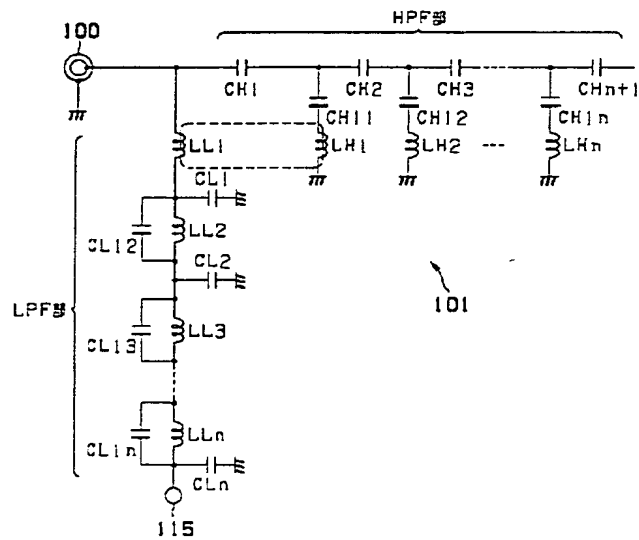 HPF部
100
CH1
CH2
CH3
CHn+1
CH11
CH12
CH1n
LL1
LH1
LH2
---
LHn
CL1
CL12
LL2
CL2
LPF部
101
CL13
LL3
CL1n
LLn
CLn
115